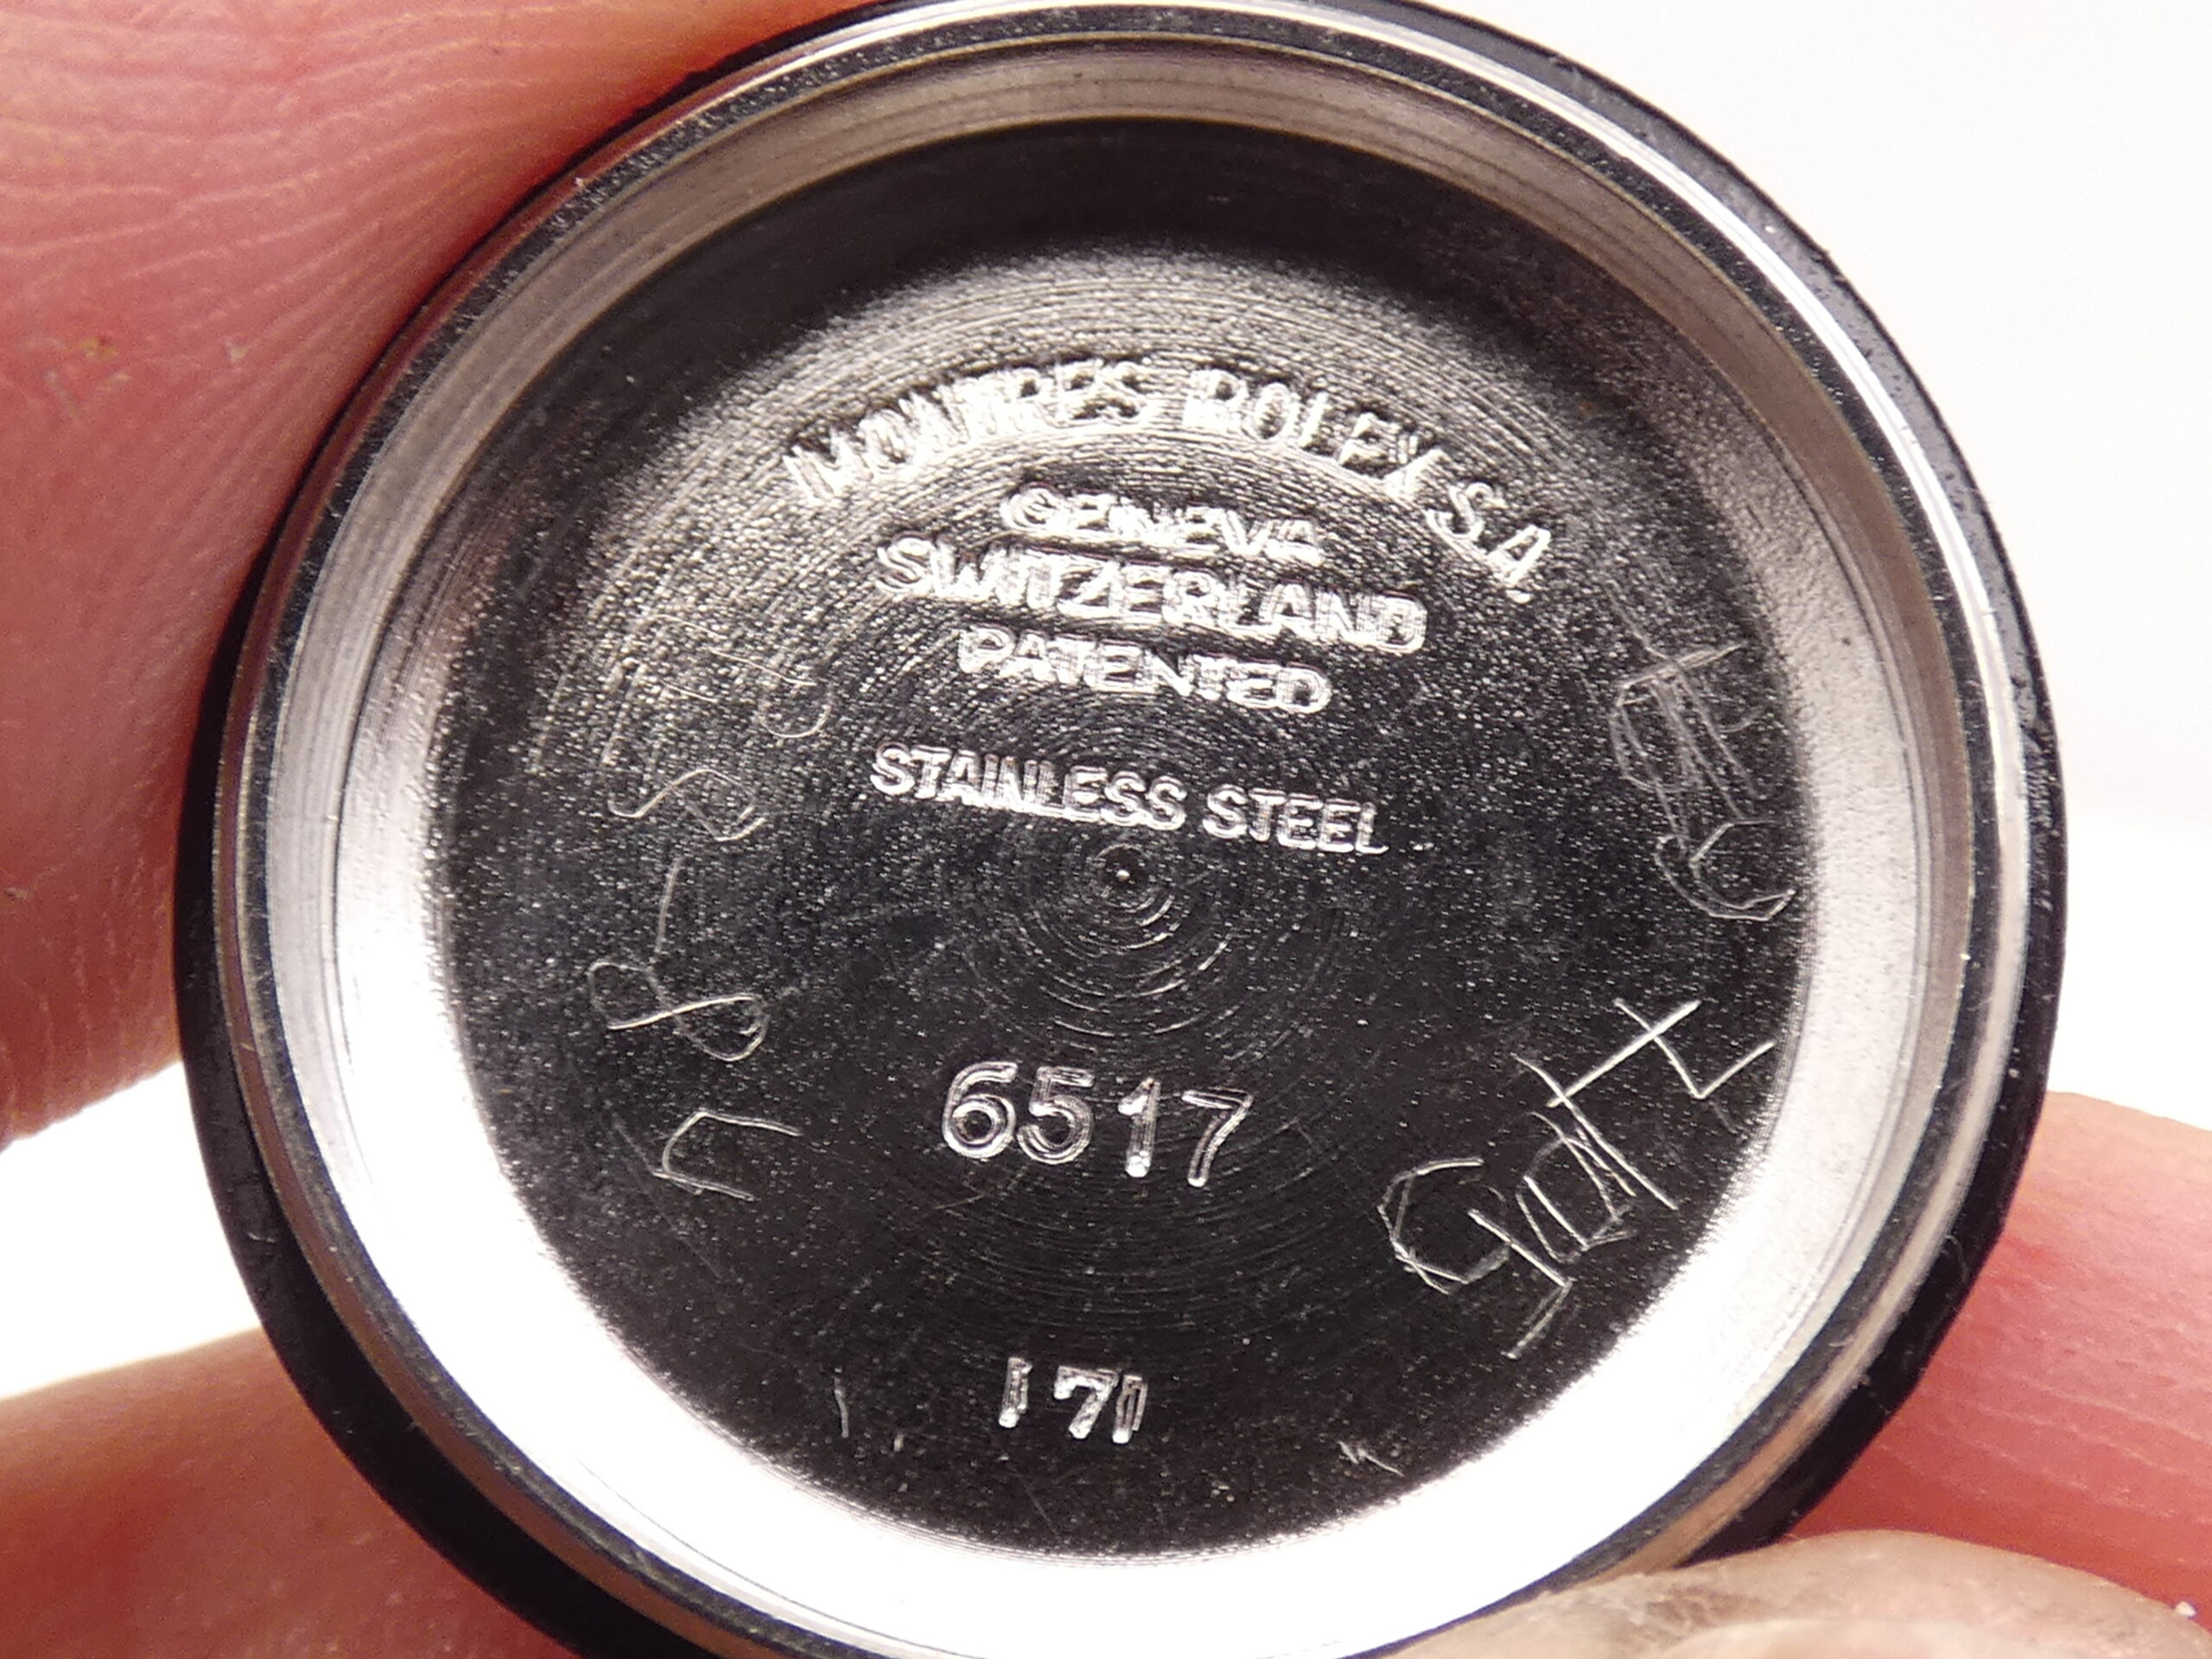 MONTRES ROLEX S.A.
GENEVA
SWITZERLAND
PATENTED
STAINLESS STEEL
6517
171